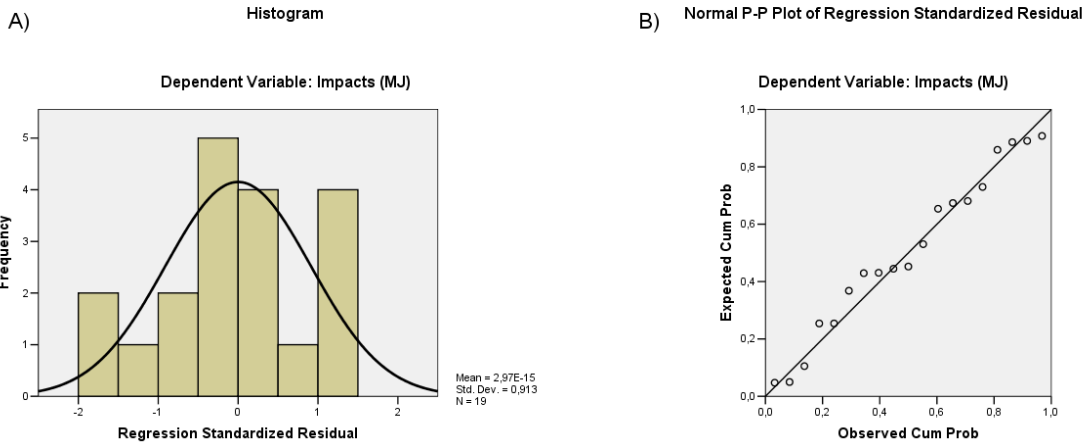 A)
Histogram
Dependent Variable: Impacts (MJ)
Frequency
5
4
3
2
1
0
-2
-1
0
1
2
Regression Standardized Residual
Mean = 2,97E-15
Std. Dev. = 0,913
N = 19
B)
Normal P-P Plot of Regression Standardized Residual
Dependent Variable: Impacts (MJ)
Expected Cum Prob
1,0
0,8
0,6
0,4
0,2
0,0
0,0
0,2
0,4
0,6
0,8
1,0
Observed Cum Prob